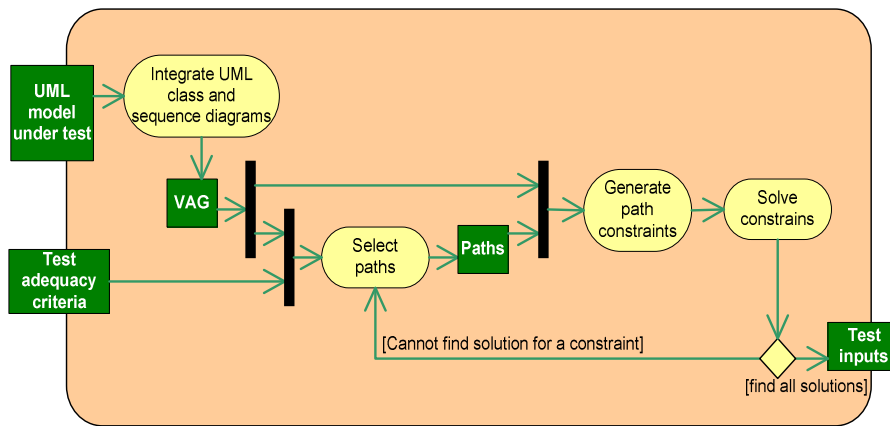 UML
model
under test
Integrate UML
class and
sequence diagrams
VAG
Test
adequacy
criteria
Select
paths
Paths
Generate
path
constraints
Solve
constrains
[Cannot find solution for a constraint]
Test
inputs
[find all solutions]